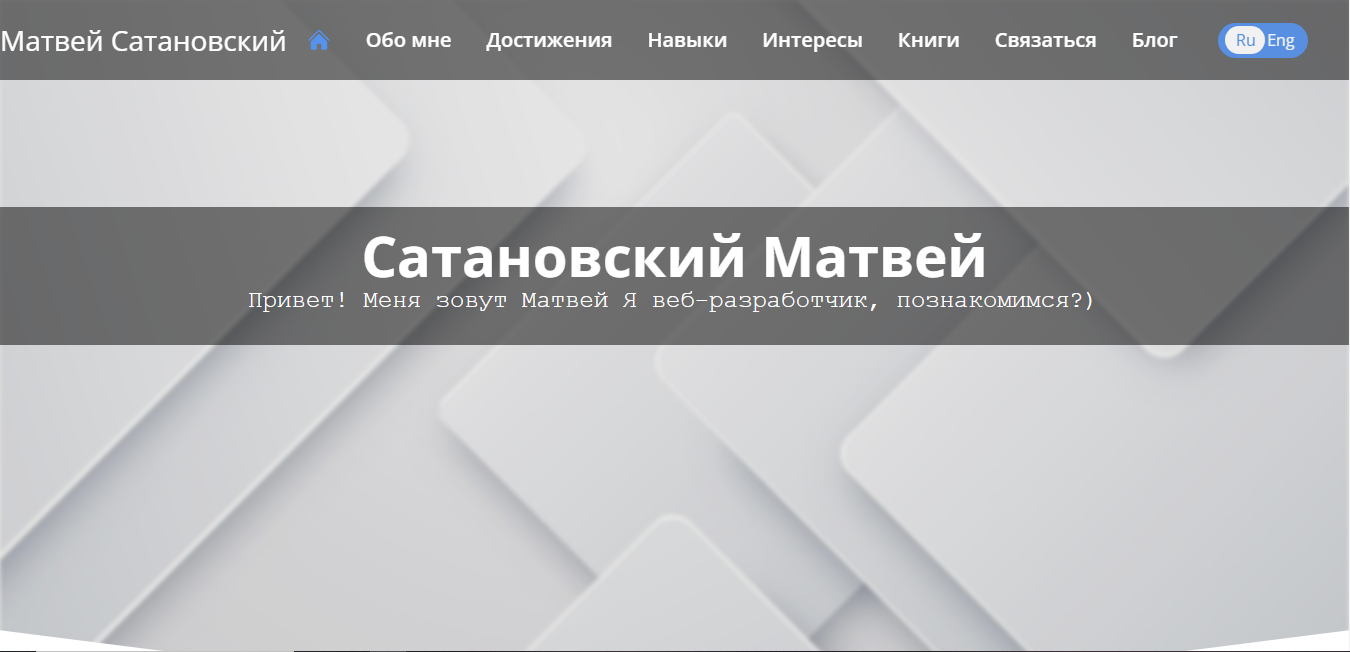 Матвей Сатановский Обо мне Достижения Навыки Интересы Книги Связаться Блог Ru Eng
Сатановский Матвей
Привет! Меня зовут Матвей Я веб-разработчик, познакомимся?)